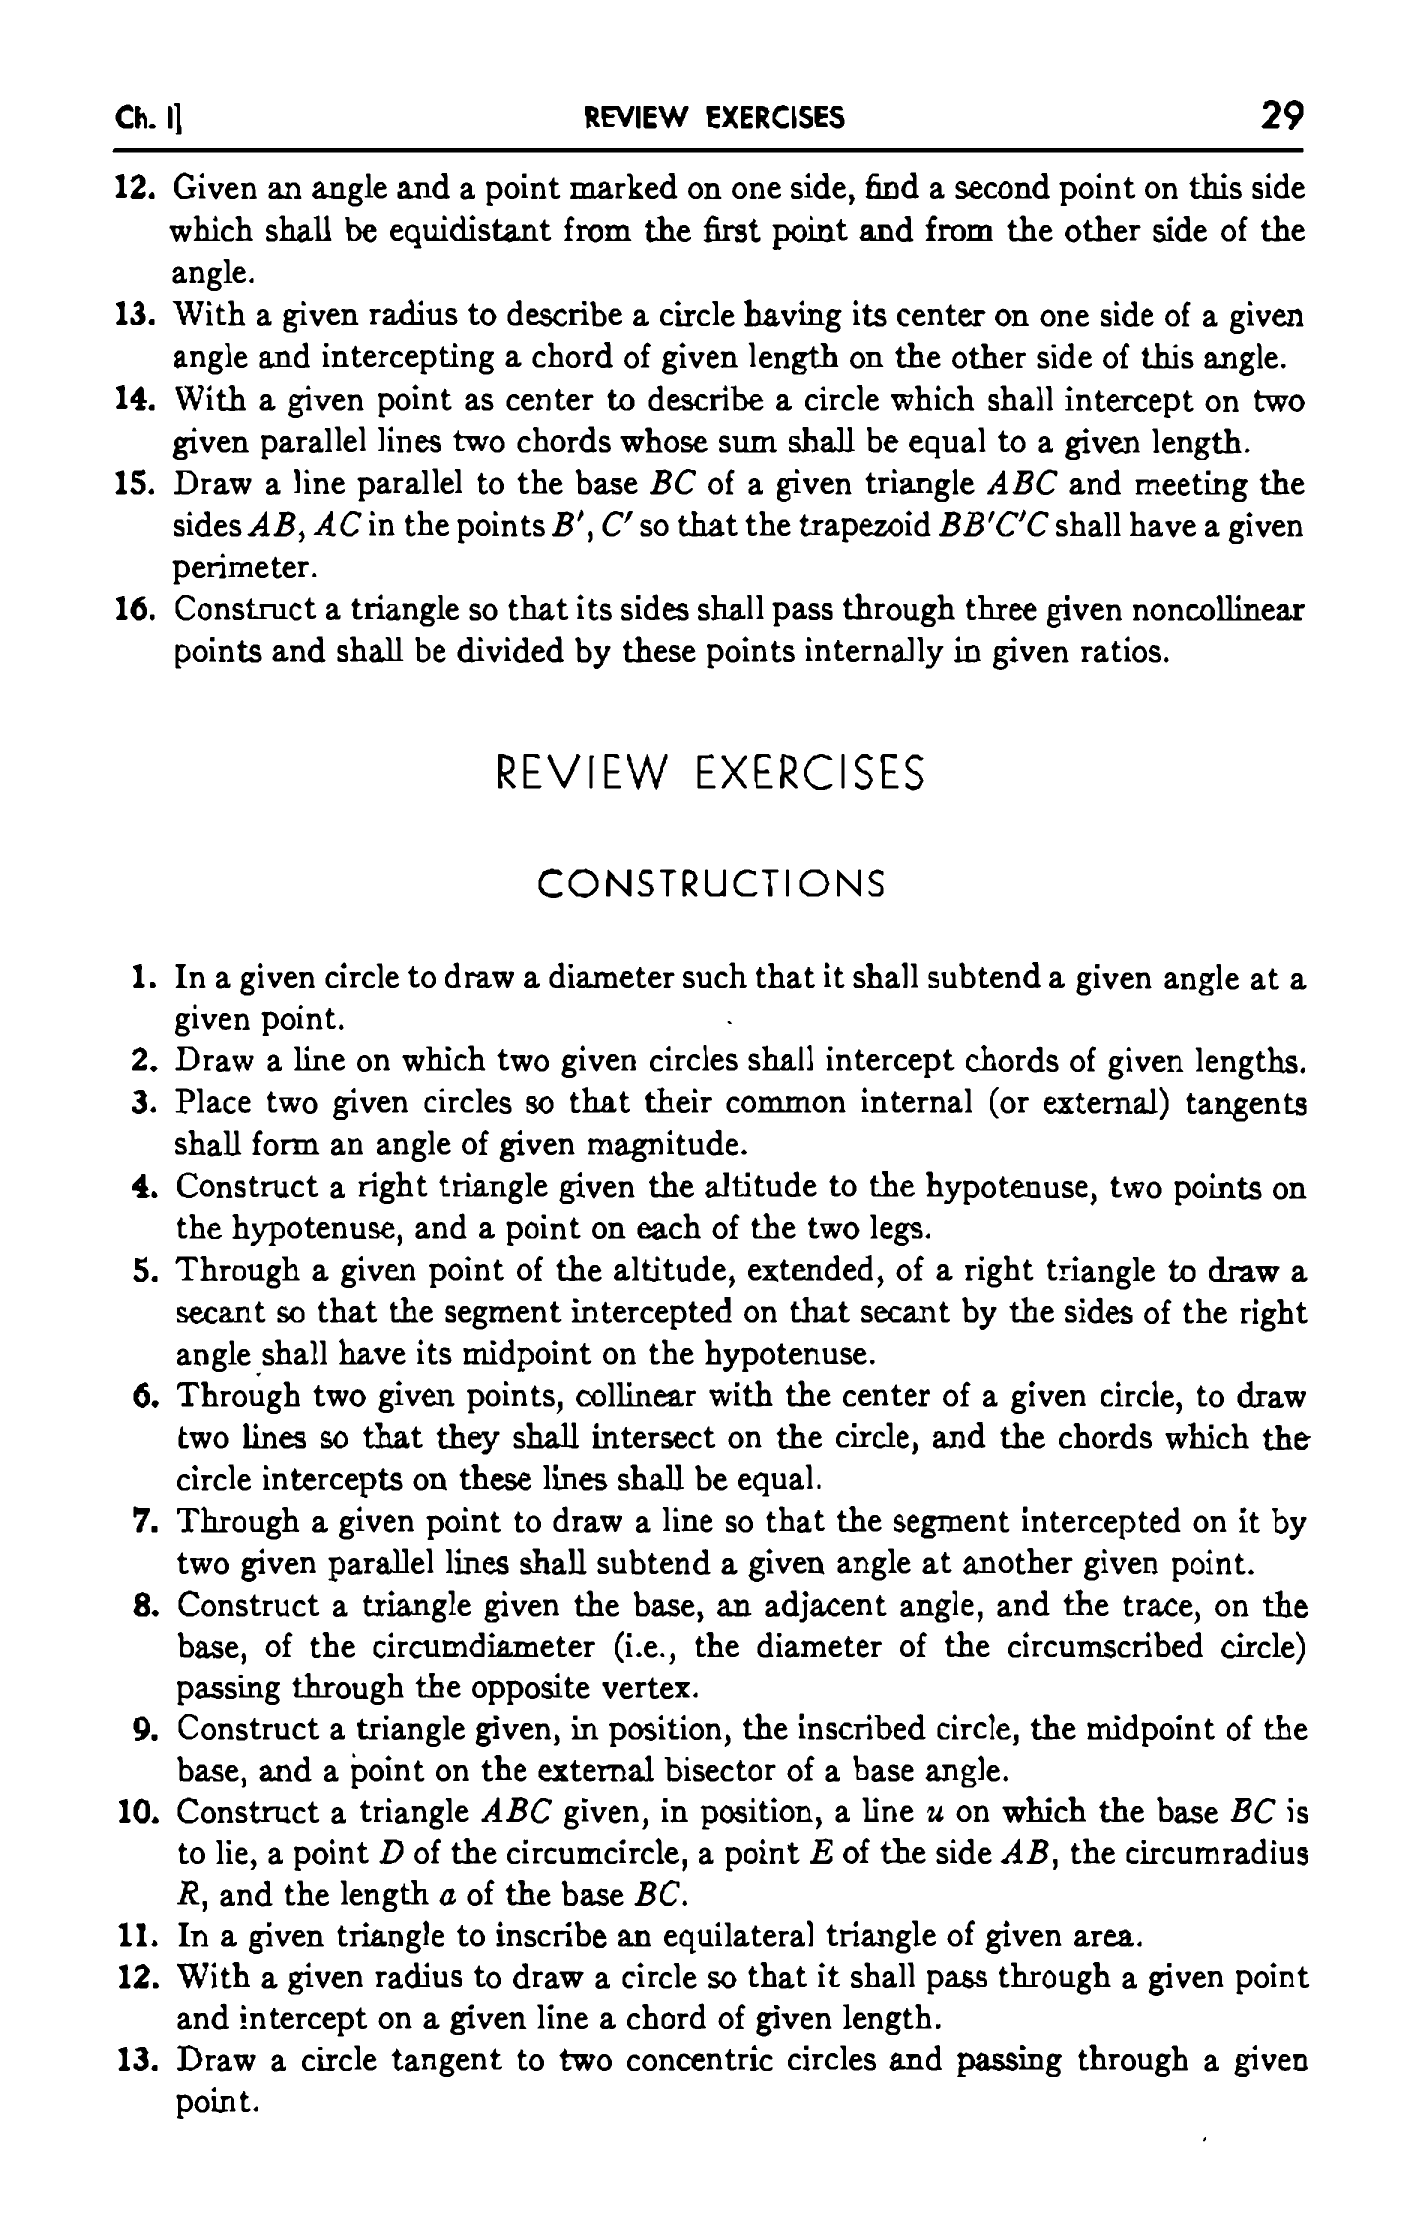 Ch. I]
REVIEW EXERCISES
29
12. Given an angle and a point marked on one side, find a second point on this side
which shall be equidistant from the first point and from the other side of the
angle.
13. With a given radius to describe a circle having its center on one side of a given
angle and intercepting a chord of given length on the other side of this angle.
14. With a given point as center to describe a circle which shall intercept on two
given parallel lines two chords whose sum shall be equal to a given length.
15. Draw a line parallel to the base BC of a given triangle ABC and meeting the
sides AB, AC in the points B′, C′ so that the trapezoid BB′C′C shall have a given
perimeter.
16. Construct a triangle so that its sides shall pass through three given noncollinear
points and shall be divided by these points internally in given ratios.
REVIEW EXERCISES
CONSTRUCTIONS
1. In a given circle to draw a diameter such that it shall subtend a given angle at a
given point.
2. Draw a line on which two given circles shall intercept chords of given lengths.
3. Place two given circles so that their common internal (or external) tangents
shall form an angle of given magnitude.
4. Construct a right triangle given the altitude to the hypotenuse, two points on
the hypotenuse, and a point on each of the two legs.
5. Through a given point of the altitude, extended, of a right triangle to draw a
secant so that the segment intercepted on that secant by the sides of the right
angle shall have its midpoint on the hypotenuse.
6. Through two given points, collinear with the center of a given circle, to draw
two lines so that they shall intersect on the circle, and the chords which the
circle intercepts on these lines shall be equal.
7. Through a given point to draw a line so that the segment intercepted on it by
two given parallel lines shall subtend a given angle at another given point.
8. Construct a triangle given the base, an adjacent angle, and the trace, on the
base, of the circumdiameter (i.e., the diameter of the circumscribed circle)
passing through the opposite vertex.
9. Construct a triangle given, in position, the inscribed circle, the midpoint of the
base, and a point on the external bisector of a base angle.
10. Construct a triangle ABC given, in position, a line u on which the base BC is
to lie, a point D of the circumcircle, a point E of the side AB, the circumradius
R, and the length a of the base BC.
11. In a given triangle to inscribe an equilateral triangle of given area.
12. With a given radius to draw a circle so that it shall pass through a given point
and intercept on a given line a chord of given length.
13. Draw a circle tangent to two concentric circles and passing through a given
point.